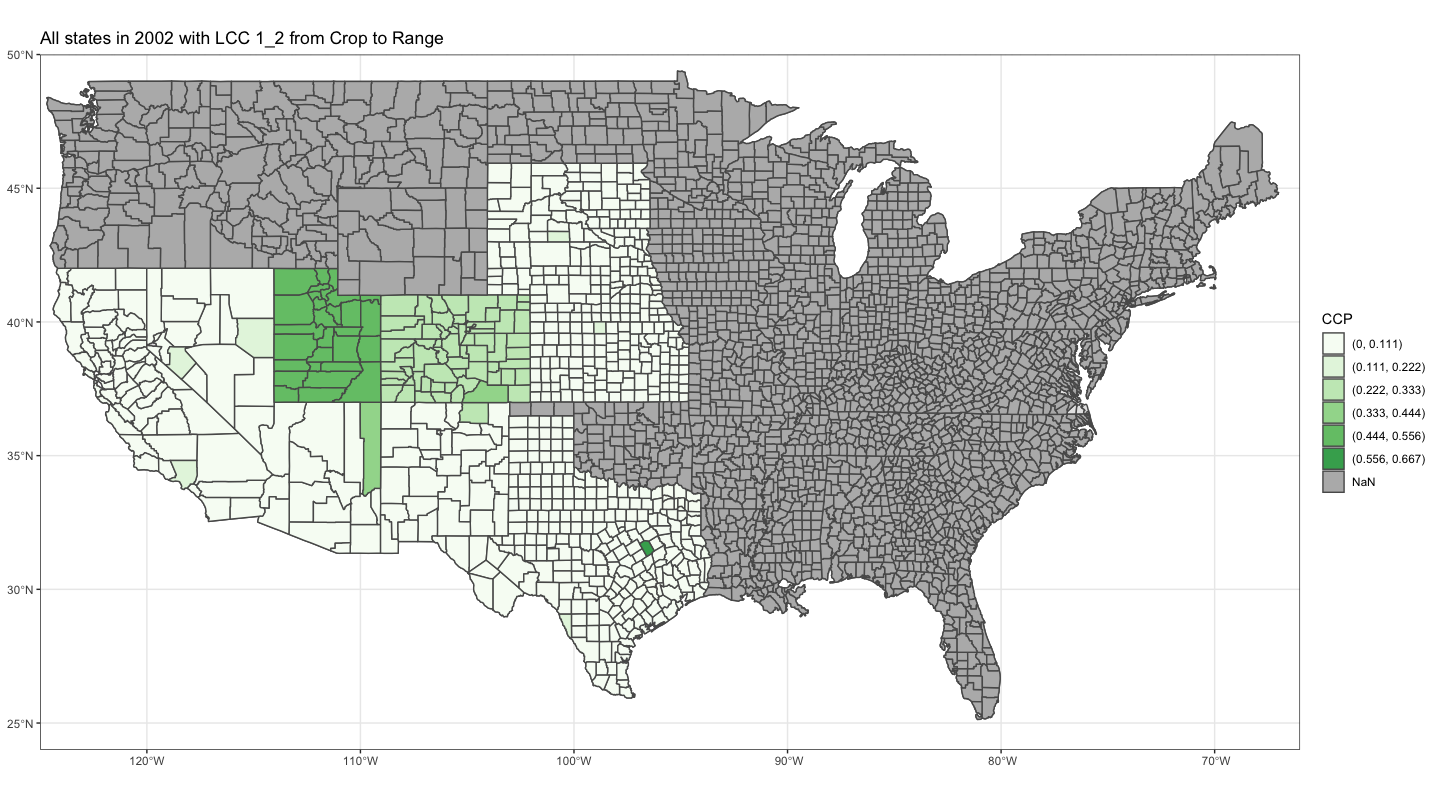 All states in 2002 with LCC 1_2 from Crop to Range
50°N
45°N
40°N
35°N
30°N
25°N
120°W
110°W
100°W
90°W
80°W
70°W
CCP
(0, 0.111)
(0.111, 0.222)
(0.222, 0.333)
(0.333, 0.444)
(0.444, 0.556)
(0.556, 0.667)
NaN